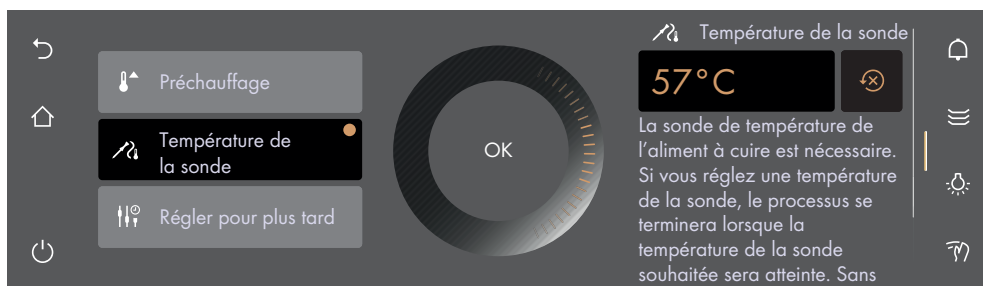 Préchauffage
Température de
la sonde
Régler pour plus tard
OK
Température de la sonde
57°C
La sonde de température de
l'aliment à cuire est nécessaire.
Si vous réglez une température
de la sonde, le processus se
terminera lorsque la
température de la sonde
souhaitée sera atteinte. Sans